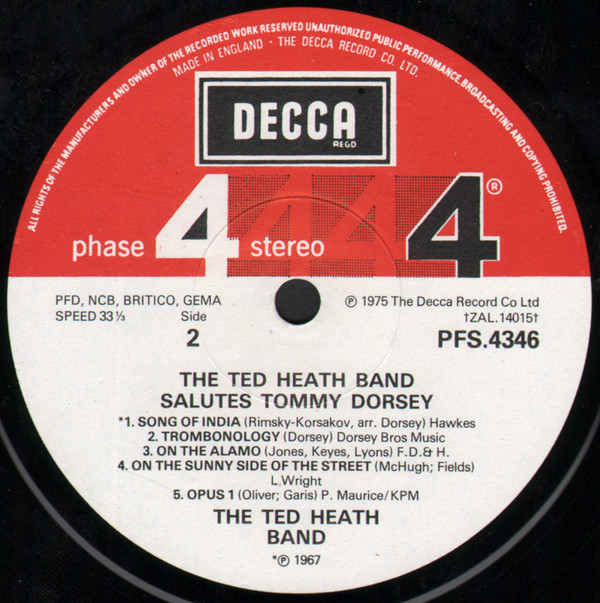 ALL RIGHTS OF THE MANUFACTURERS AND OWNER OF THE RECORDED WORK RESERVED UNAUTHORIZED PUBLIC PERFORMANCE, BROADCASTING AND COPYING PROHIBITED.
MADE IN ENGLAND · THE DECCA RECORD CO. LTD.
DECCA
REGD
phase 4 stereo 4 4 4 ®
PFD, NCB, BRITICO, GEMA
℗ 1975 The Decca Record Co Ltd
SPEED 33⅓ Side
†ZAL.14015†
2
PFS.4346
THE TED HEATH BAND
SALUTES TOMMY DORSEY
*1. SONG OF INDIA (Rimsky-Korsakov, arr. Dorsey) Hawkes
2. TROMBONOLOGY (Dorsey) Dorsey Bros Music
3. ON THE ALAMO (Jones, Keyes, Lyons) F.D.& H.
4. ON THE SUNNY SIDE OF THE STREET (McHugh; Fields)
L.Wright
5. OPUS 1 (Oliver; Garis) P. Maurice/KPM
THE TED HEATH
BAND
*℗ 1967